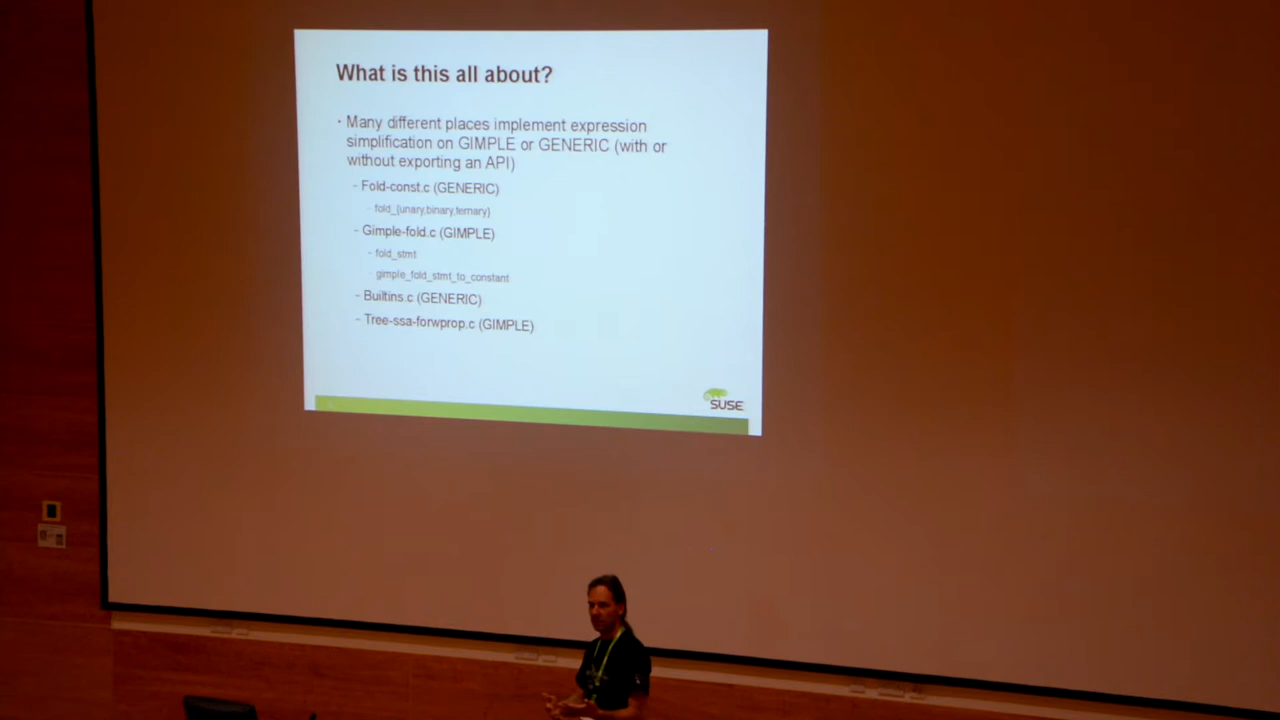 What is this all about?
· Many different places implement expression
simplification on GIMPLE or GENERIC (with or
without exporting an API)
– Fold-const.c (GENERIC)
– fold_{unary,binary,ternary}
– Gimple-fold.c (GIMPLE)
– fold_stmt
– gimple_fold_stmt_to_constant
– Builtins.c (GENERIC)
– Tree-ssa-forwprop.c (GIMPLE)
SUSE